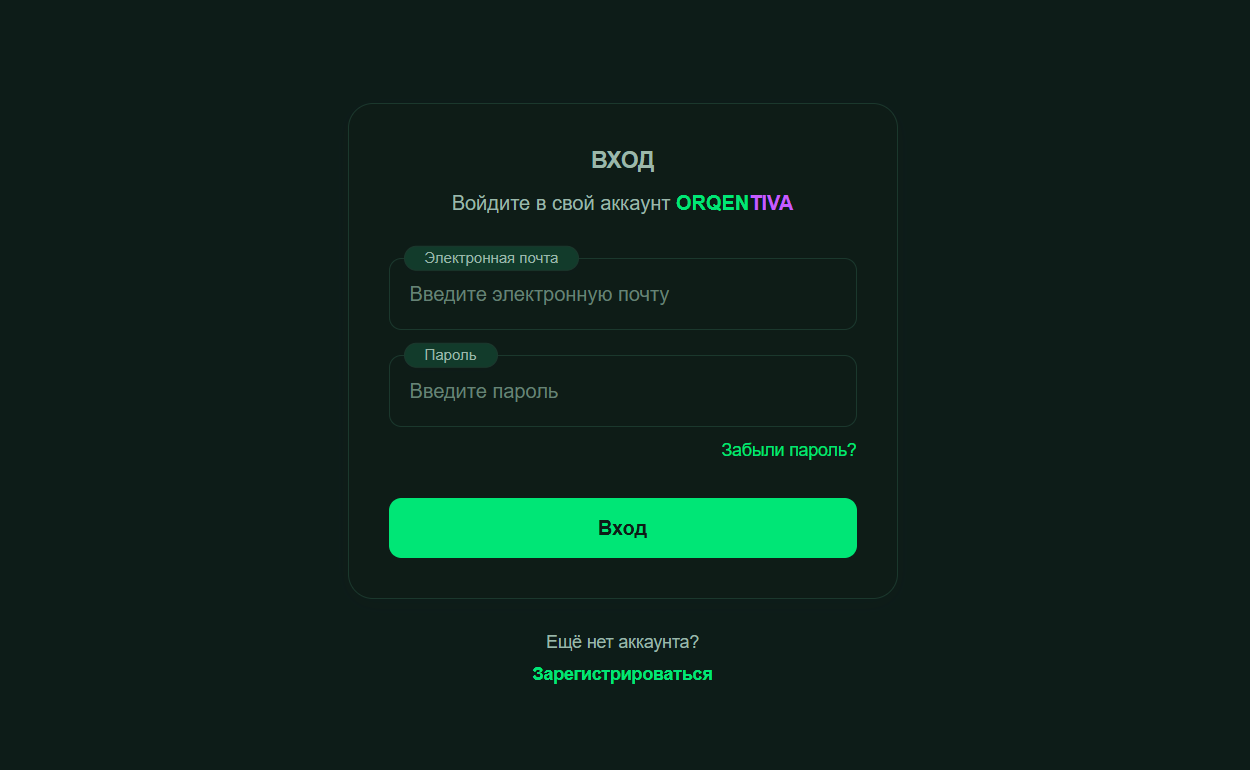 ВХОД
Войдите в свой аккаунт ORQENTIVA
Электронная почта
Введите электронную почту
Пароль
Введите пароль
Забыли пароль?
Вход
Ещё нет аккаунта?
Зарегистрироваться